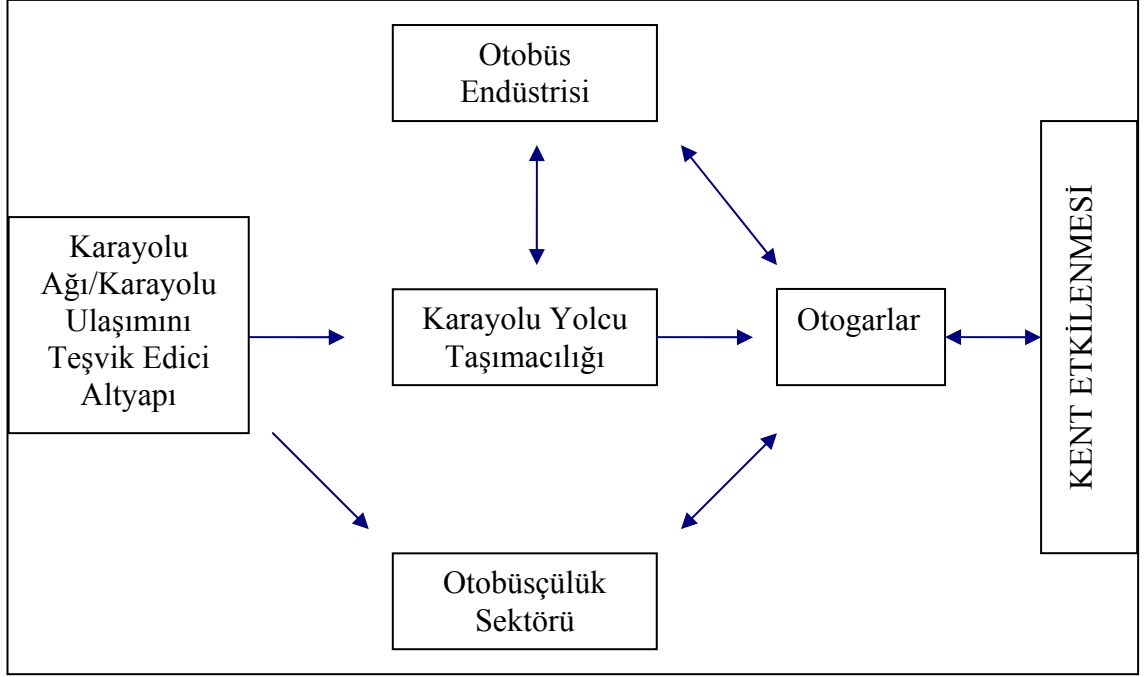 Otobüs
Endüstrisi
Karayolu
Ağı/Karayolu
Ulaşımını
Teşvik Edici
Altyapı
Karayolu Yolcu
Taşımacılığı
Otogarlar
KENT ETKİLENMESİ
Otobüsçülük
Sektörü